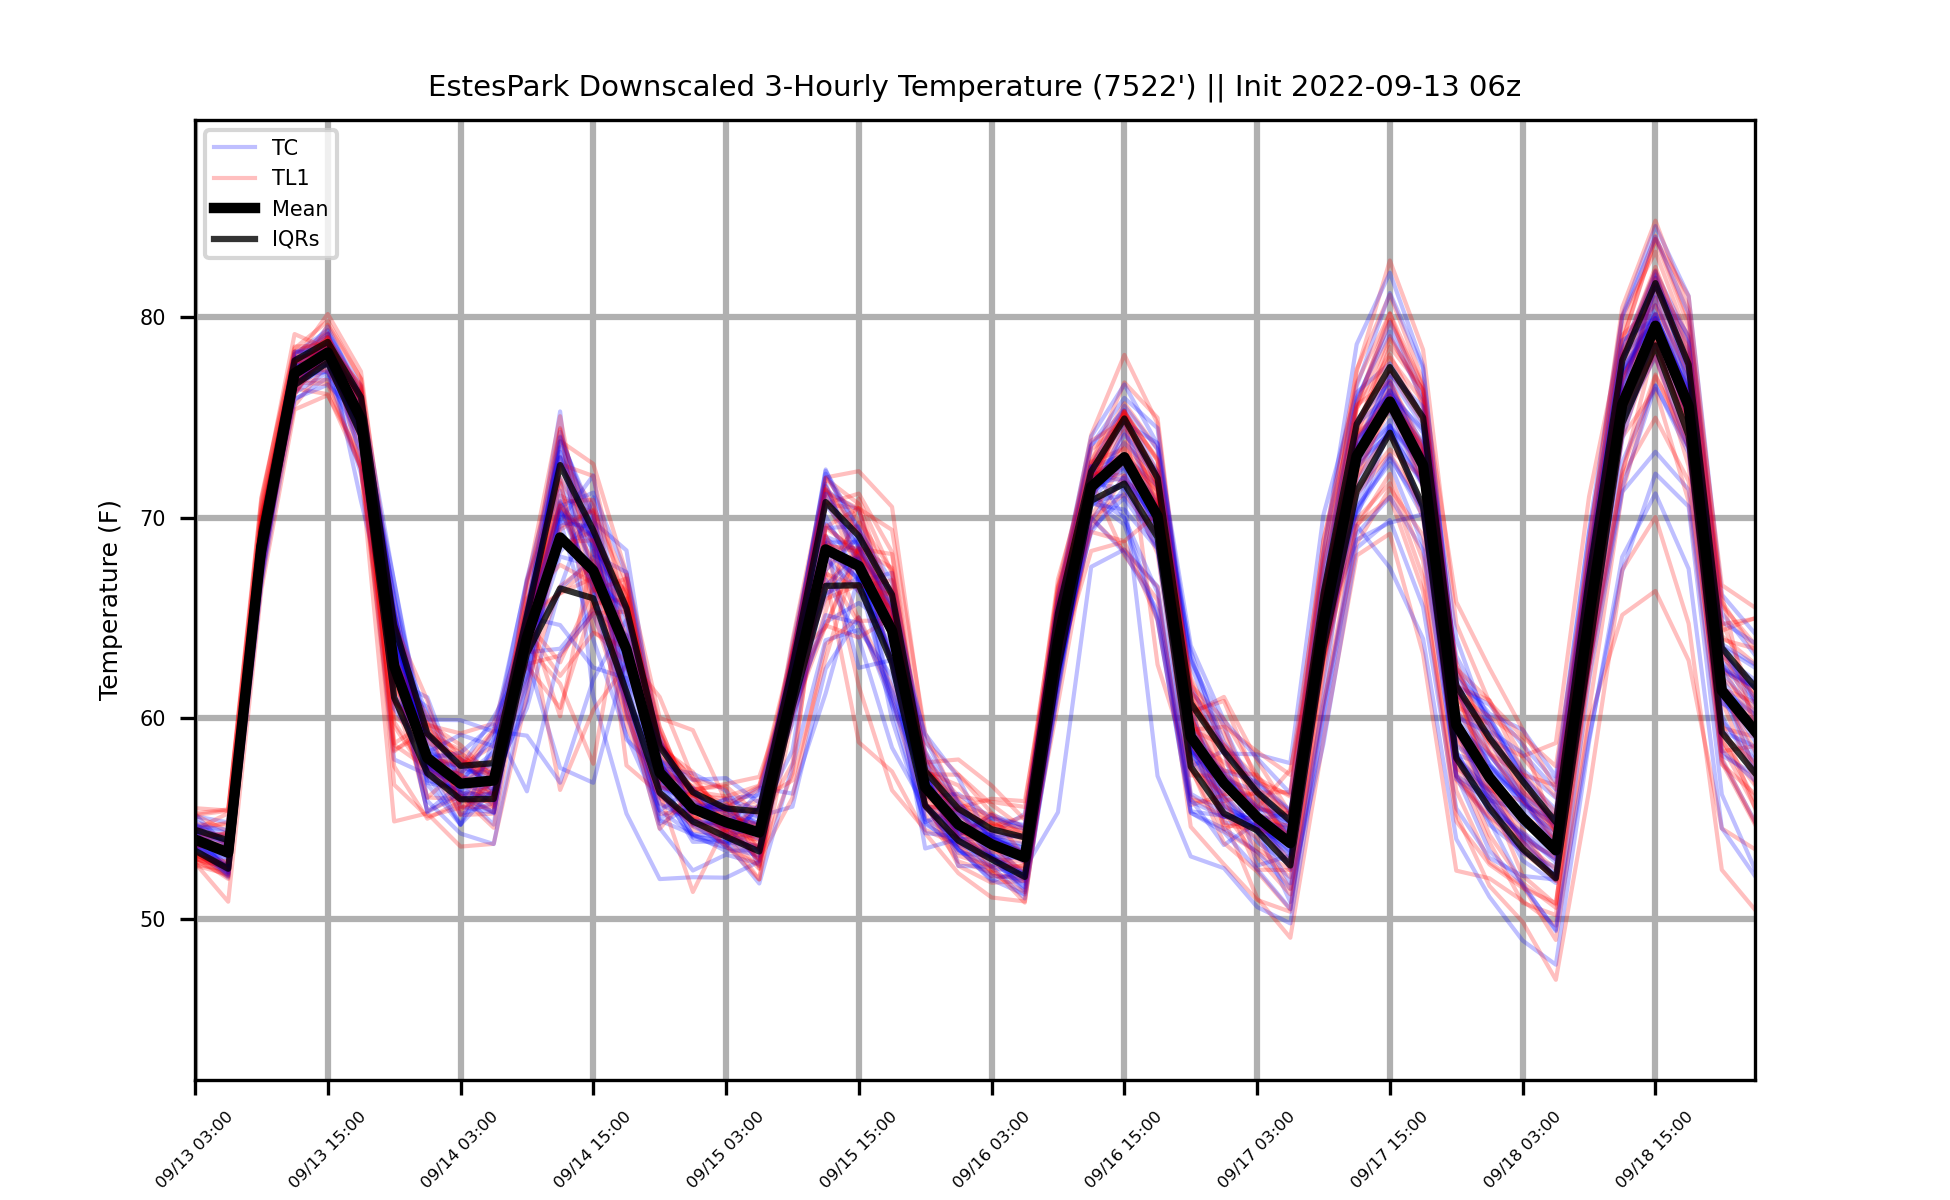 EstesPark Downscaled 3-Hourly Temperature (7522') || Init 2022-09-13 06z
TC
TL1
Mean
IQRs
Temperature (F)
80
70
60
50
09/13 03:00
09/13 15:00
09/14 03:00
09/14 15:00
09/15 03:00
09/15 15:00
09/16 03:00
09/16 15:00
09/17 03:00
09/17 15:00
09/18 03:00
09/18 15:00